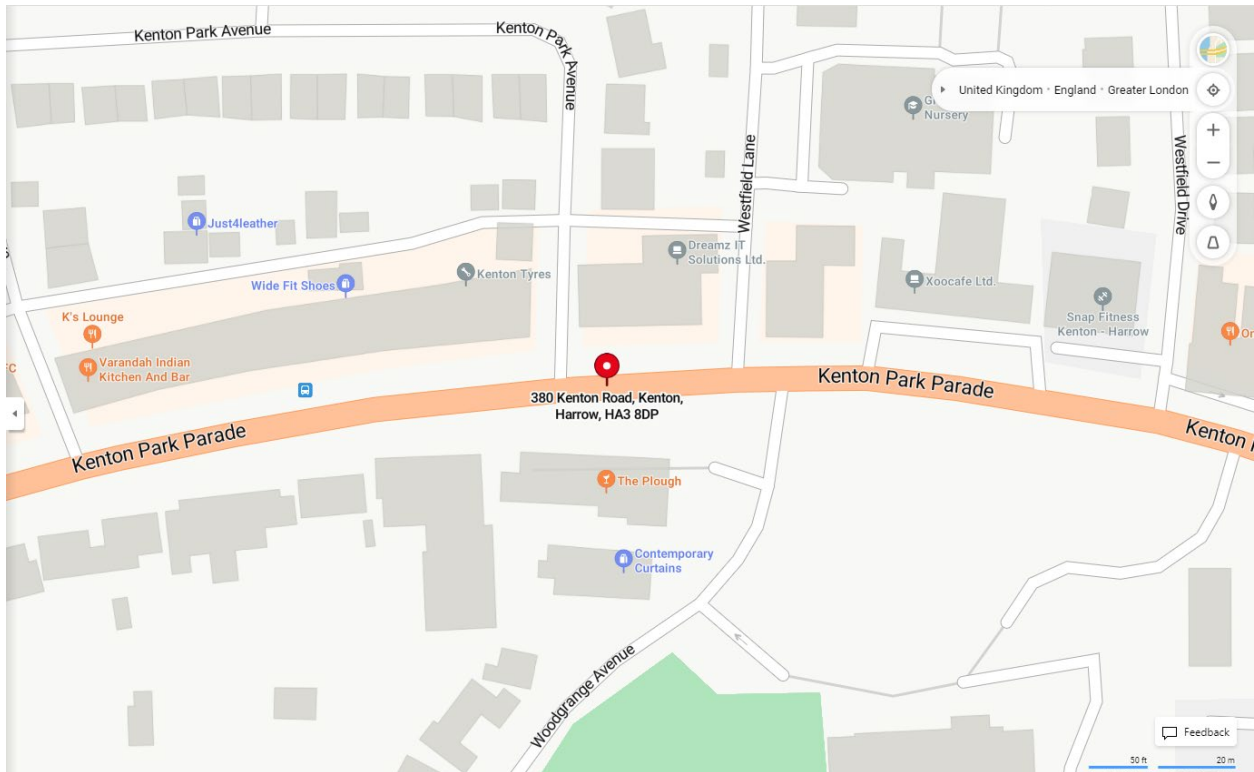 Kenton Park Avenue
Kenton Park
Avenue
United Kingdom · England · Greater London
Nursery
Westfield Lane
Westfield Drive
Just4leather
Dreamz IT
Solutions Ltd.
Kenton Tyres
Wide Fit Shoes
Xoocafe Ltd.
K's Lounge
Snap Fitness
Kenton - Harrow
Varandah Indian
Kitchen And Bar
380 Kenton Road, Kenton,
Harrow, HA3 8DP
Kenton Park Parade
Kenton Park Parade
Kenton
The Plough
Contemporary
Curtains
Woodgrange Avenue
Feedback
50 ft
20 m